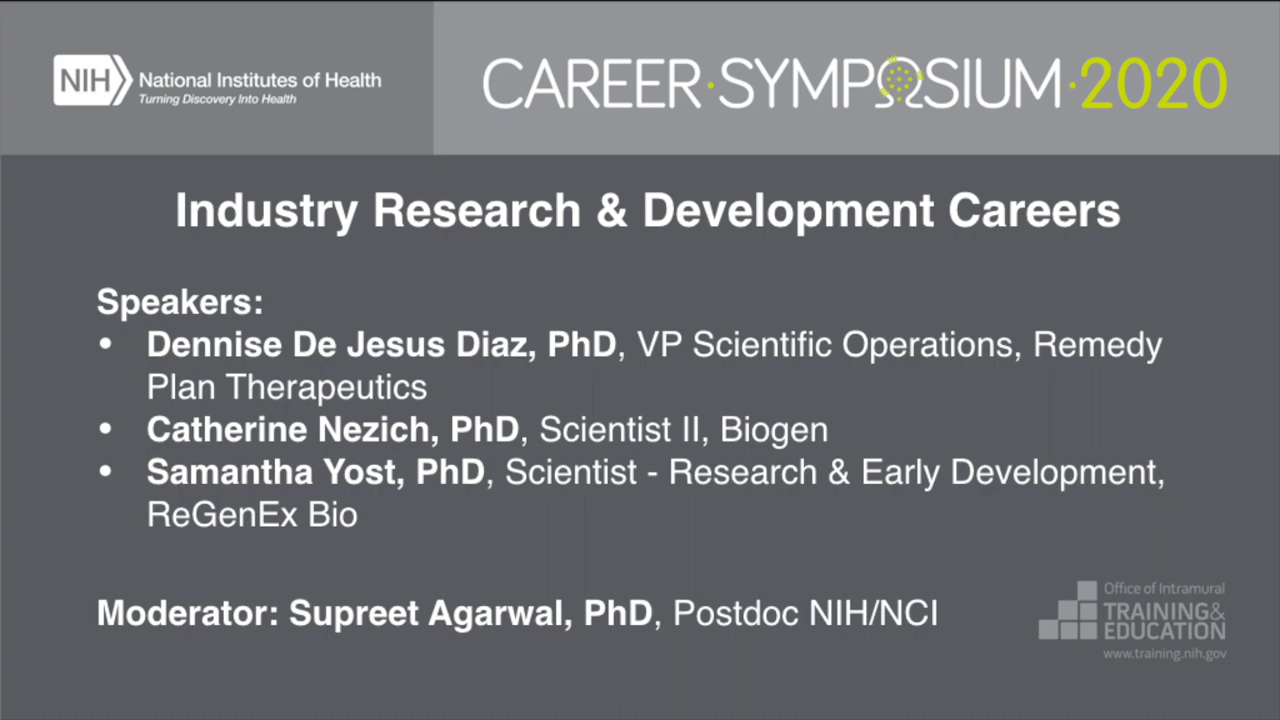 NIH National Institutes of Health
Turning Discovery Into Health
CAREER·SYMPOSIUM·2020
Industry Research & Development Careers
Speakers:
• Dennise De Jesus Diaz, PhD, VP Scientific Operations, Remedy
Plan Therapeutics
• Catherine Nezich, PhD, Scientist II, Biogen
• Samantha Yost, PhD, Scientist - Research & Early Development,
ReGenEx Bio
Moderator: Supreet Agarwal, PhD, Postdoc NIH/NCI
Office of Intramural
TRAINING&
EDUCATION
www.training.nih.gov